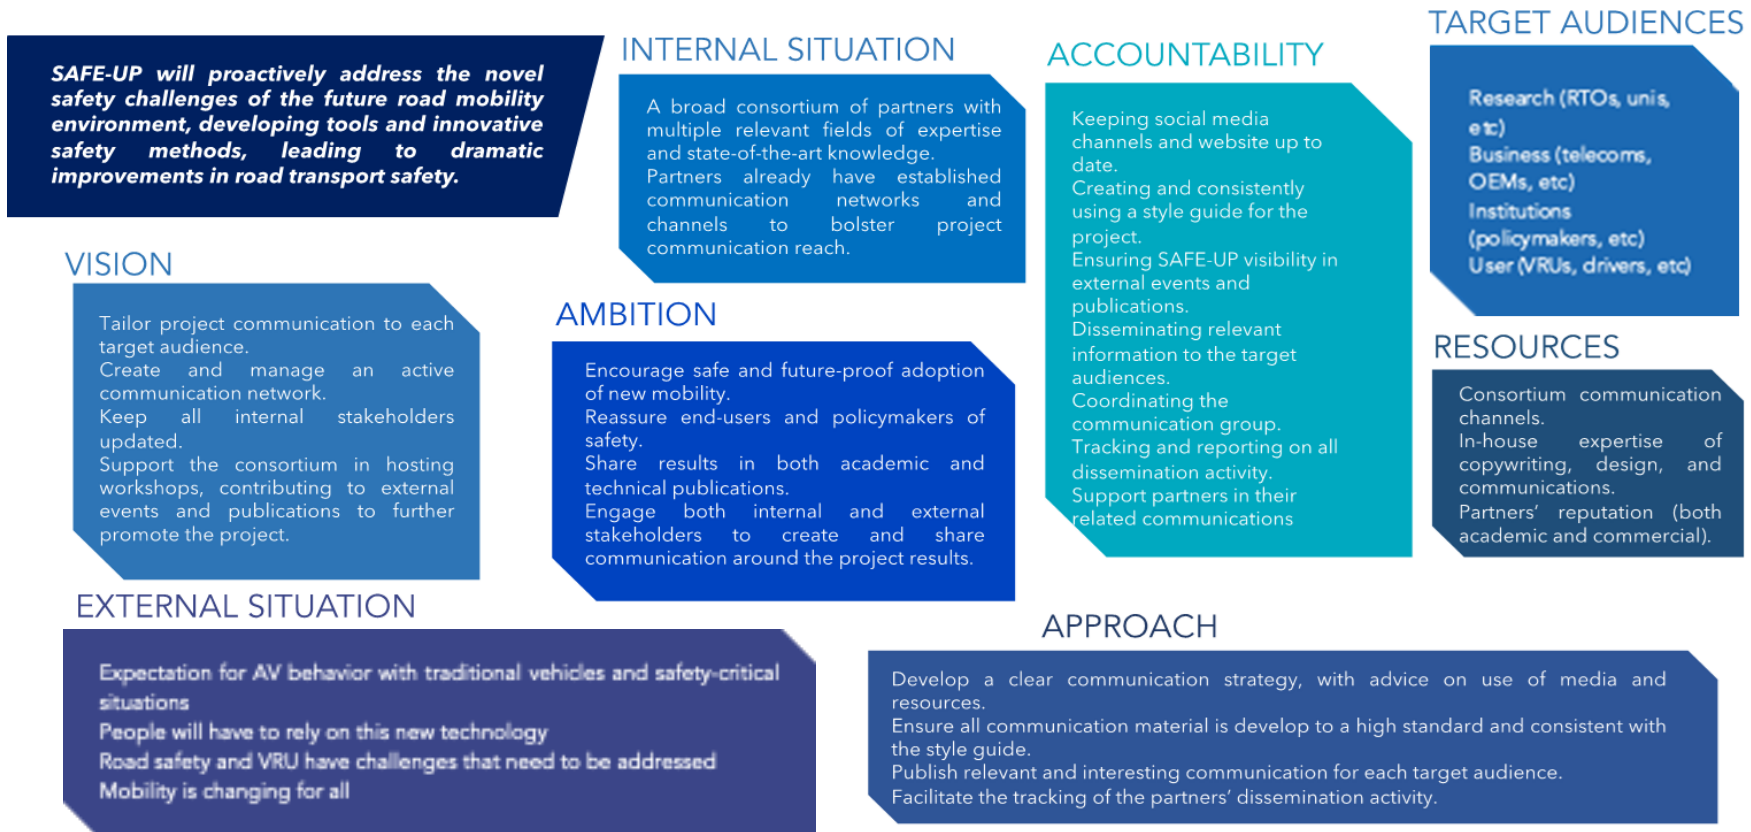 SAFE-UP will proactively address the novel
safety challenges of the future road mobility
environment, developing tools and innovative
safety methods, leading to dramatic
improvements in road transport safety.
INTERNAL SITUATION
A broad consortium of partners with
multiple relevant fields of expertise
and state-of-the-art knowledge.
Partners already have established
communication networks and
channels to bolster project
communication reach.
ACCOUNTABILITY
Keeping social media
channels and website up to
date.
Creating and consistently
using a style guide for the
project.
Ensuring SAFE-UP visibility in
external events and
publications.
Disseminating relevant
information to the target
audiences.
Coordinating the
communication group.
Tracking and reporting on all
dissemination activity.
Support partners in their
related communications
TARGET AUDIENCES
Research (RTOs, unis,
etc)
Business (telecoms,
OEMs, etc)
Institutions
(policymakers, etc)
User (VRUs, drivers, etc)
VISION
Tailor project communication to each
target audience.
Create and manage an active
communication network.
Keep all internal stakeholders
updated.
Support the consortium in hosting
workshops, contributing to external
events and publications to further
promote the project.
AMBITION
Encourage safe and future-proof adoption
of new mobility.
Reassure end-users and policymakers of
safety.
Share results in both academic and
technical publications.
Engage both internal and external
stakeholders to create and share
communication around the project results.
RESOURCES
Consortium communication
channels.
In-house expertise of
copywriting, design, and
communications.
Partners' reputation (both
academic and commercial).
EXTERNAL SITUATION
Expectation for AV behavior with traditional vehicles and safety-critical
situations
People will have to rely on this new technology
Road safety and VRU have challenges that need to be addressed
Mobility is changing for all
APPROACH
Develop a clear communication strategy, with advice on use of media and
resources.
Ensure all communication material is develop to a high standard and consistent with
the style guide.
Publish relevant and interesting communication for each target audience.
Facilitate the tracking of the partners' dissemination activity.